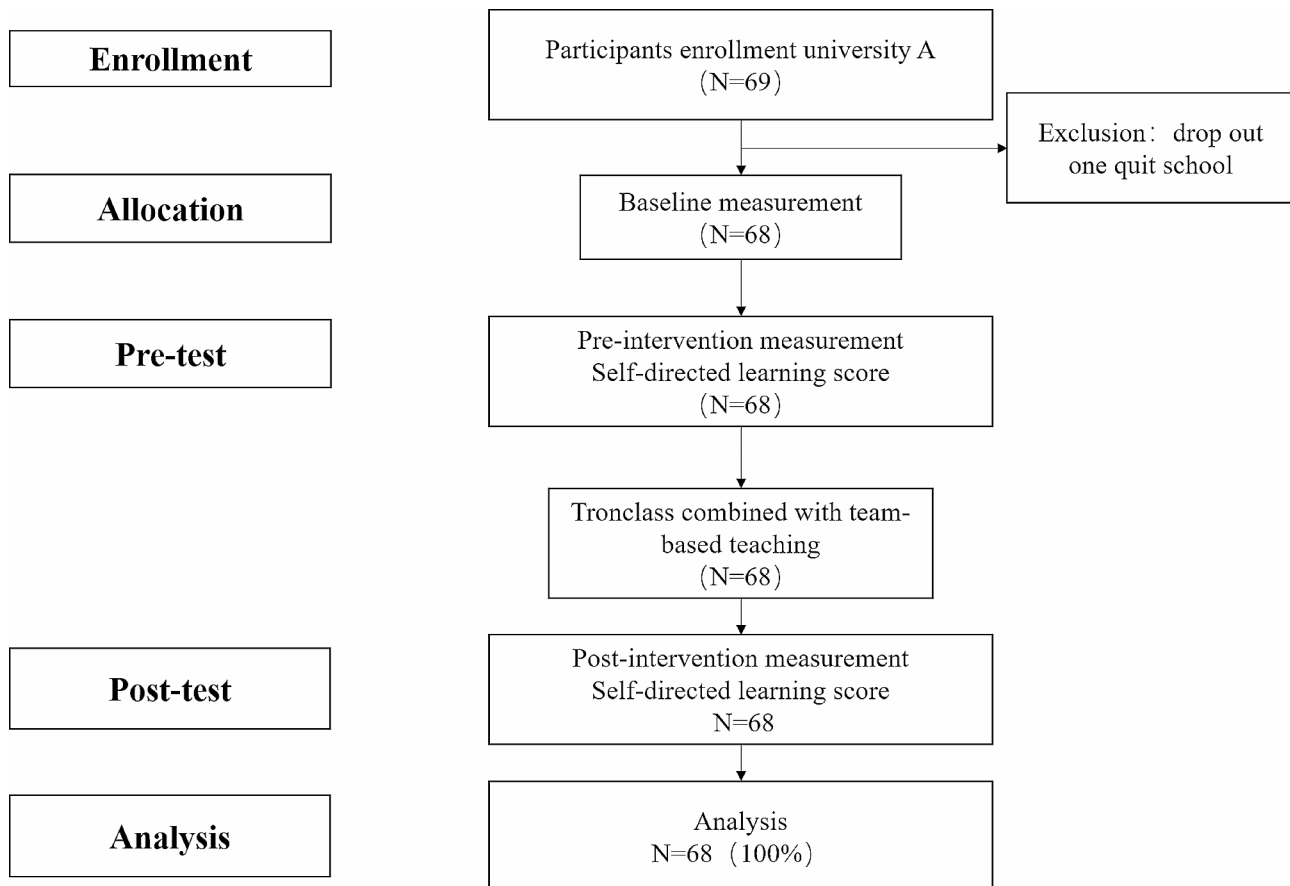 Enrollment
Participants enrollment university A
（N=69）
Exclusion： drop out
one quit school
Allocation
Baseline measurement
（N=68）
Pre-test
Pre-intervention measurement
Self-directed learning score
（N=68）
Tronclass combined with team-
based teaching
（N=68）
Post-test
Post-intervention measurement
Self-directed learning score
N=68
Analysis
Analysis
N=68（100%）